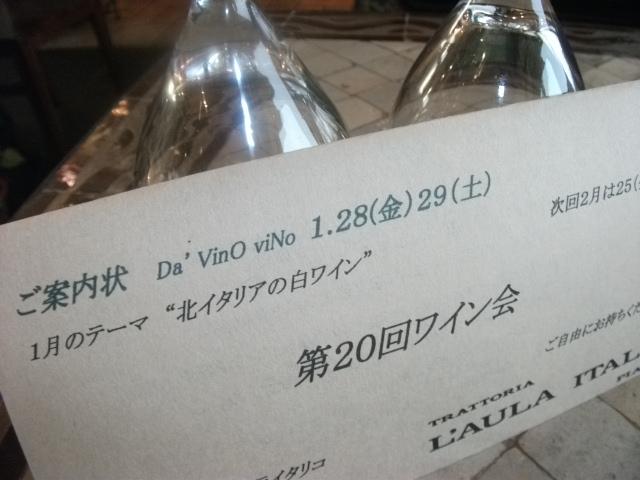 ご案内状 Da' VinO viNo 1.28(金)29(土)
次回2月は25(
1月のテーマ “北イタリアの白ワイン”
第20回ワイン会
ご自由にお持ちくだ
TRATTORIA
L'AULA ITAL
PIA
イタリコ